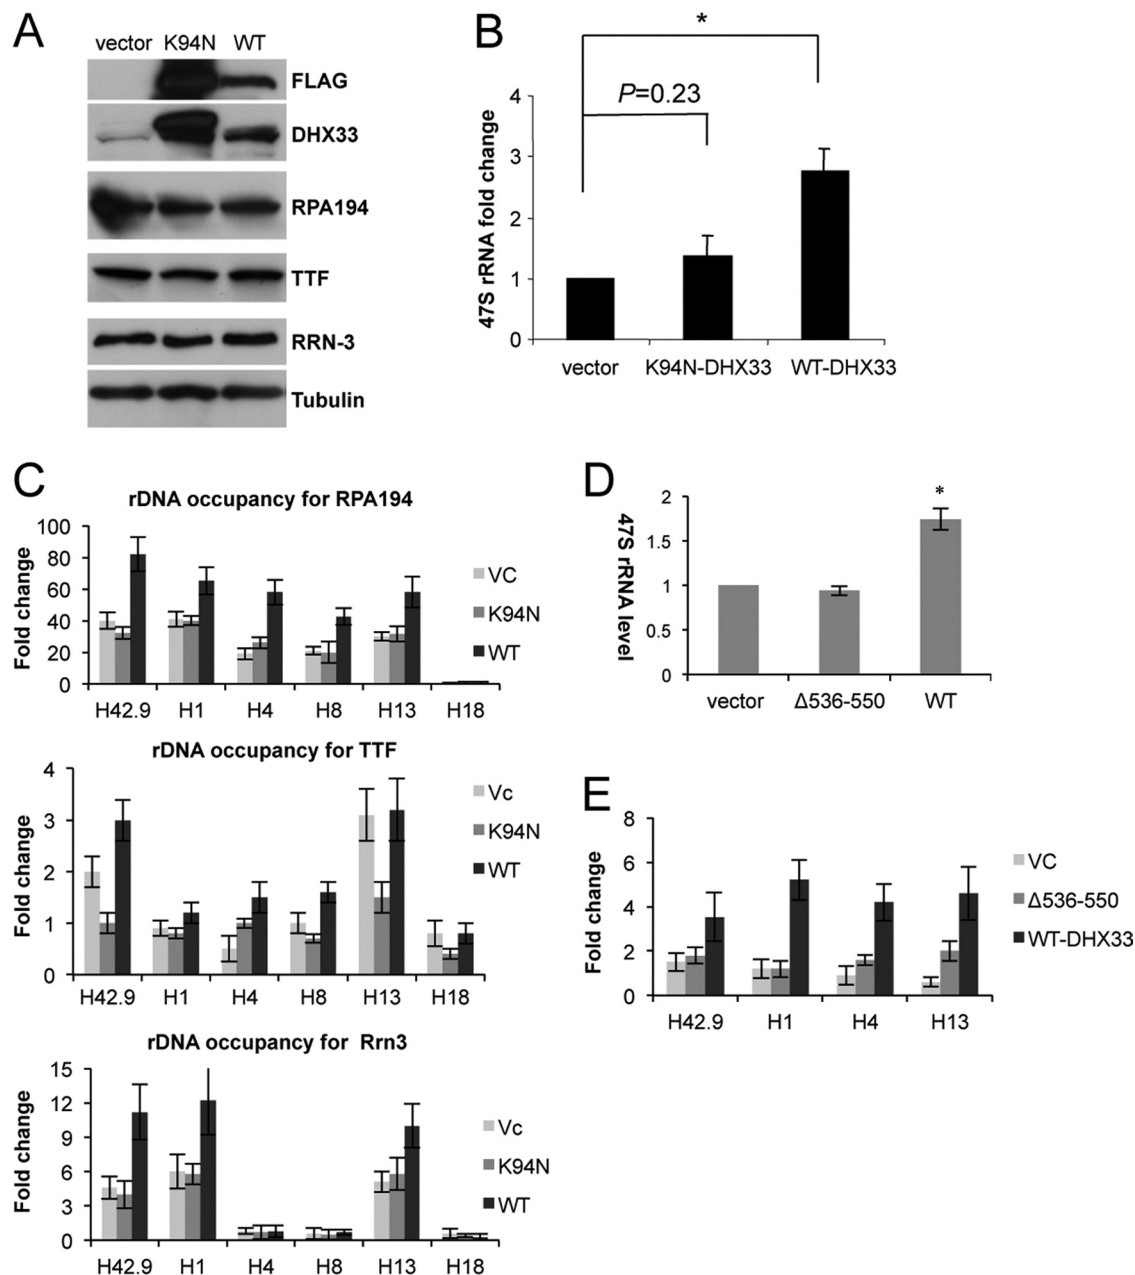 A
vector K94N WT
FLAG
DHX33
RPA194
TTF
RRN-3
Tubulin
B
*
P=0.23
47S rRNA fold change
4
3
2
1
0
vector K94N-DHX33 WT-DHX33
C
rDNA occupancy for RPA194
Fold change
100
80
60
40
20
0
VC
K94N
WT
H42.9 H1 H4 H8 H13 H18
rDNA occupancy for TTF
Fold change
4
3
2
1
0
Vc
K94N
WT
H42.9 H1 H4 H8 H13 H18
rDNA occupancy for Rrn3
Fold change
15
12
9
6
3
0
Vc
K94N
WT
H42.9 H1 H4 H8 H13 H18
D
47S rRNA level
2
1.5
1
0.5
0
*
vector Δ536-550 WT
E
Fold change
8
6
4
2
0
VC
Δ536-550
WT-DHX33
H42.9 H1 H4 H13